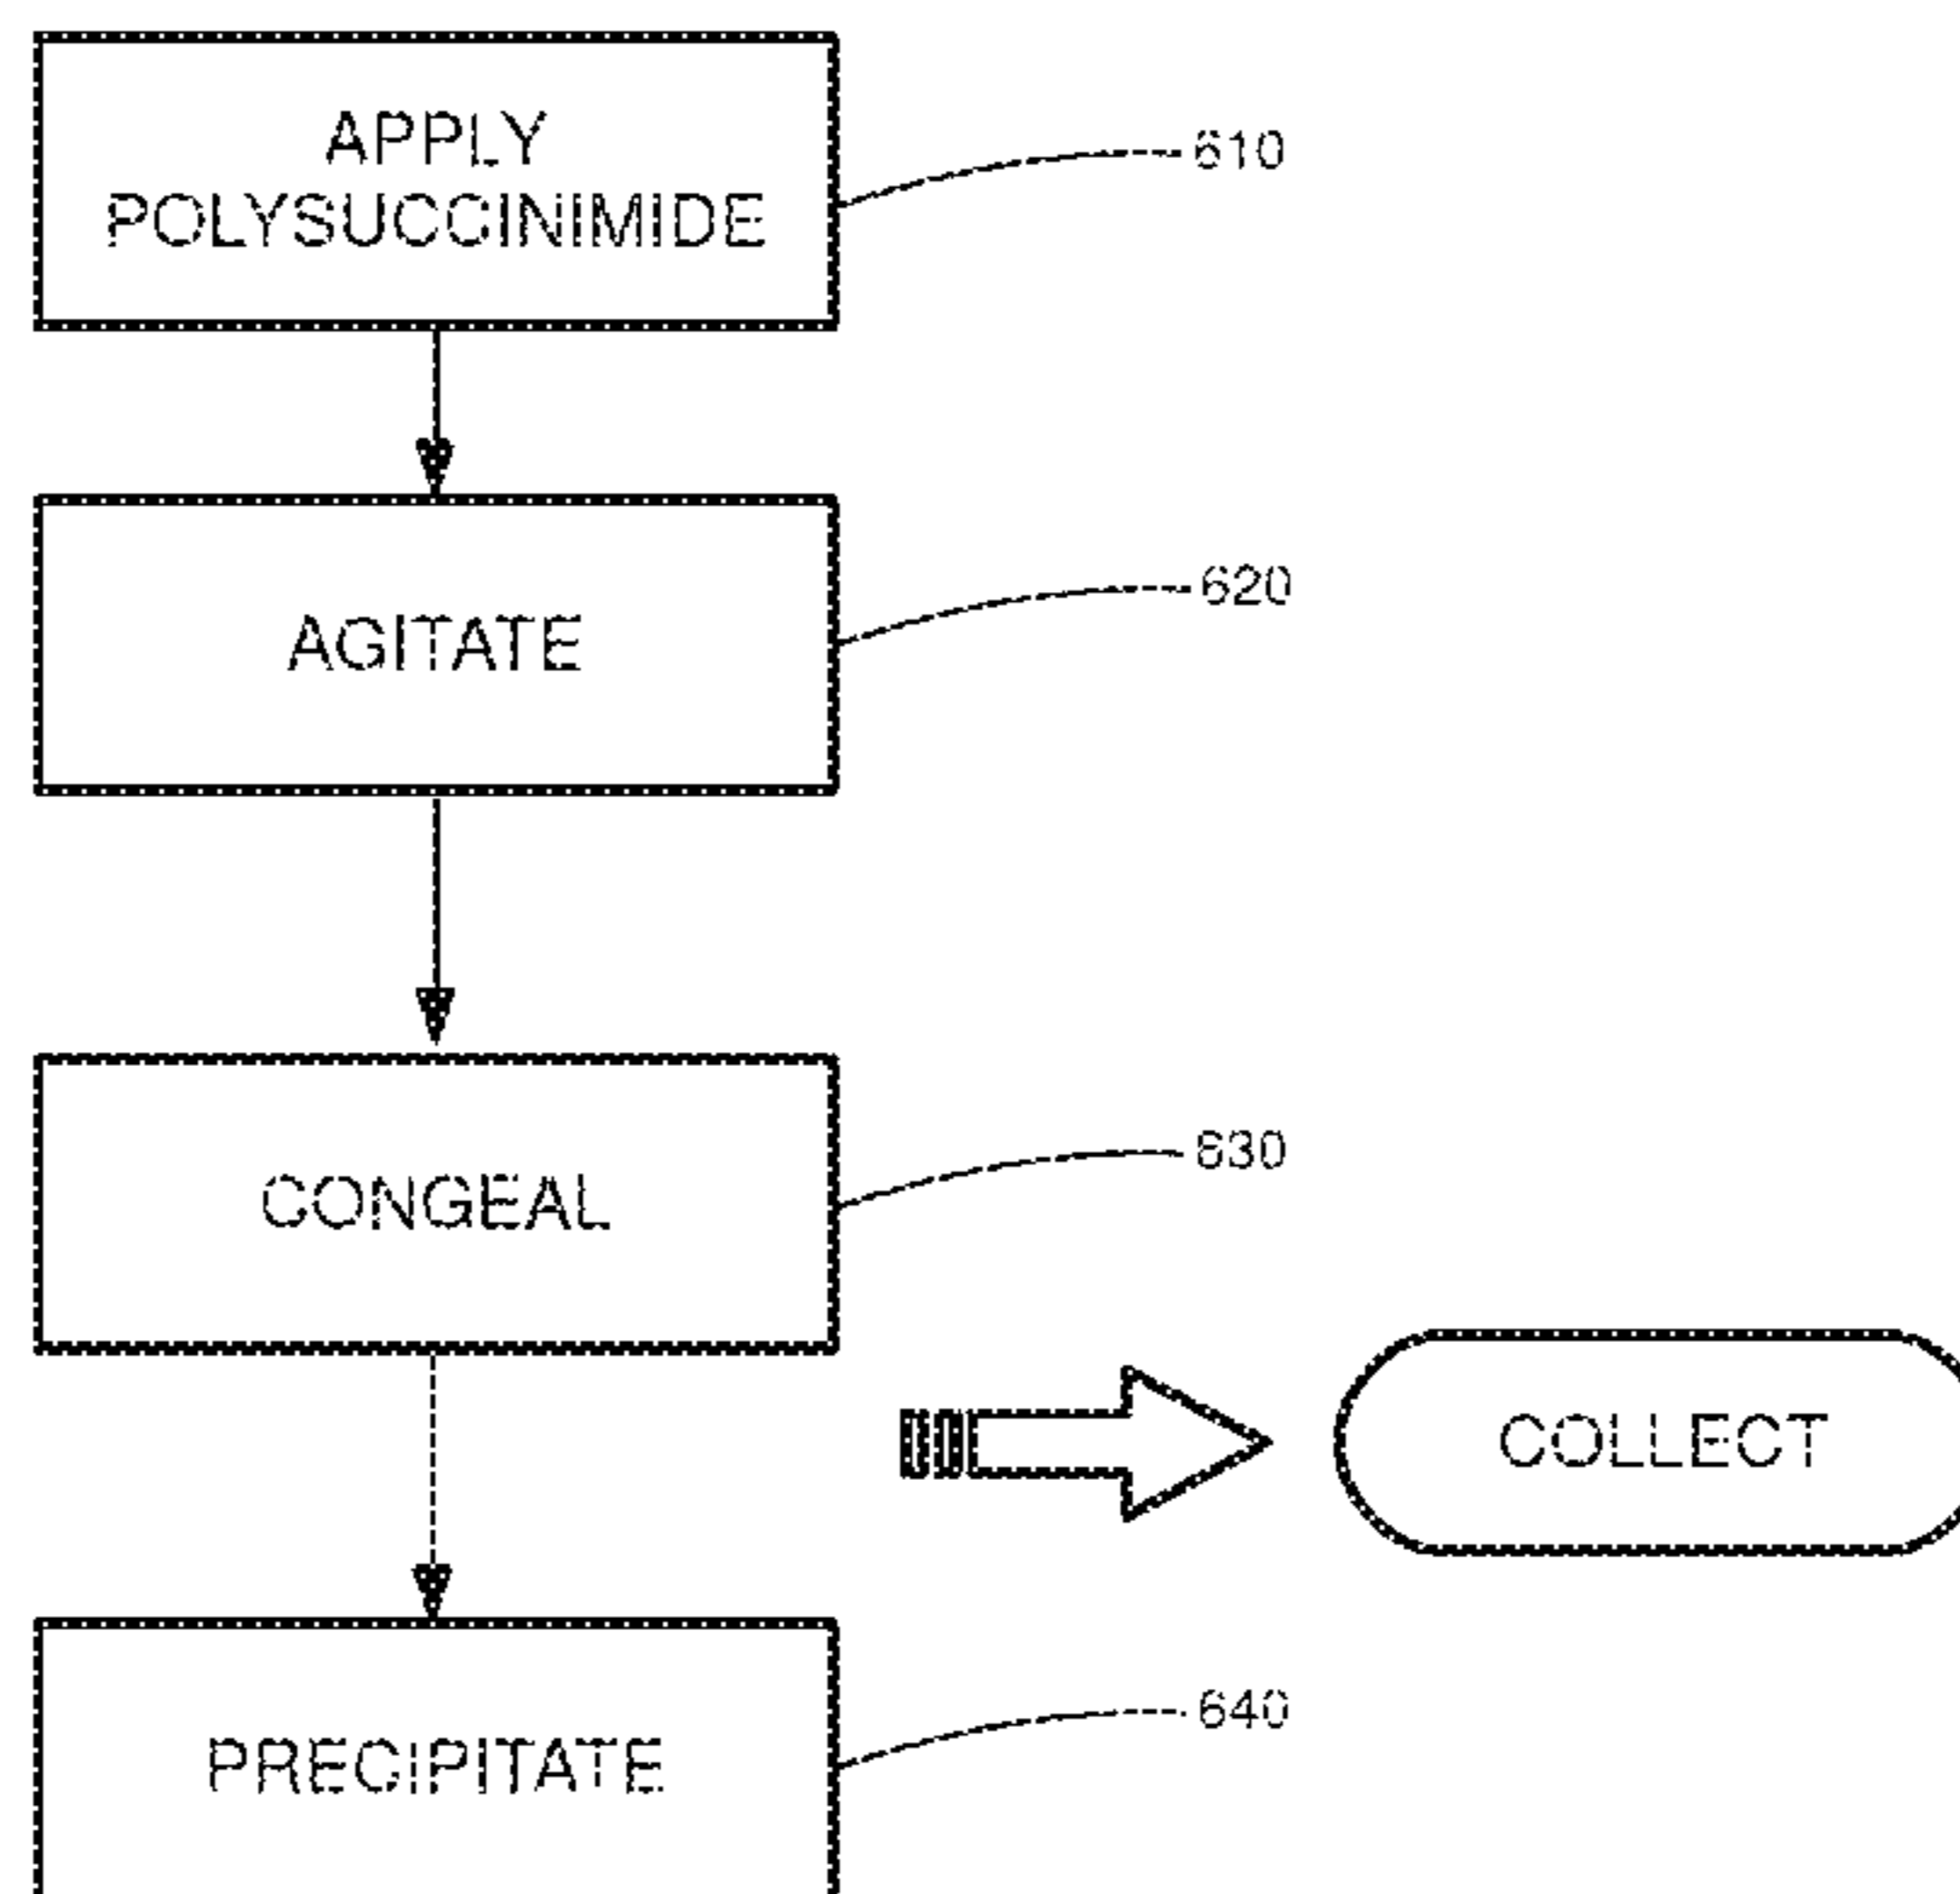 APPLY
POLYSUCCINIMIDE
610
AGITATE
620
CONGEAL
630
COLLECT
PRECIPITATE
640